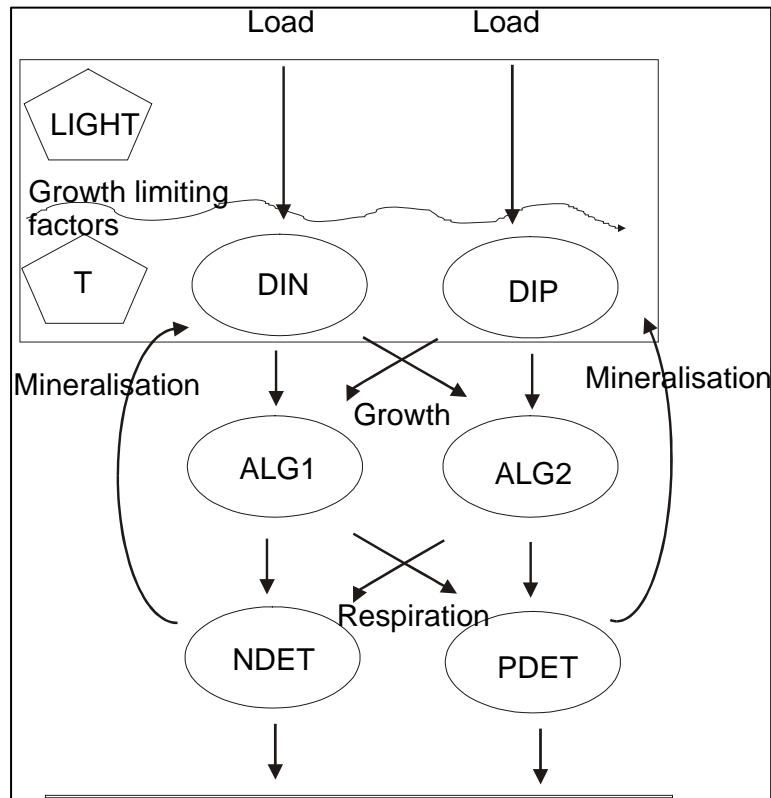 Load Load
LIGHT
Growth limiting
factors
T
DIN
DIP
Mineralisation
Mineralisation
Growth
ALG1
ALG2
Respiration
NDET
PDET